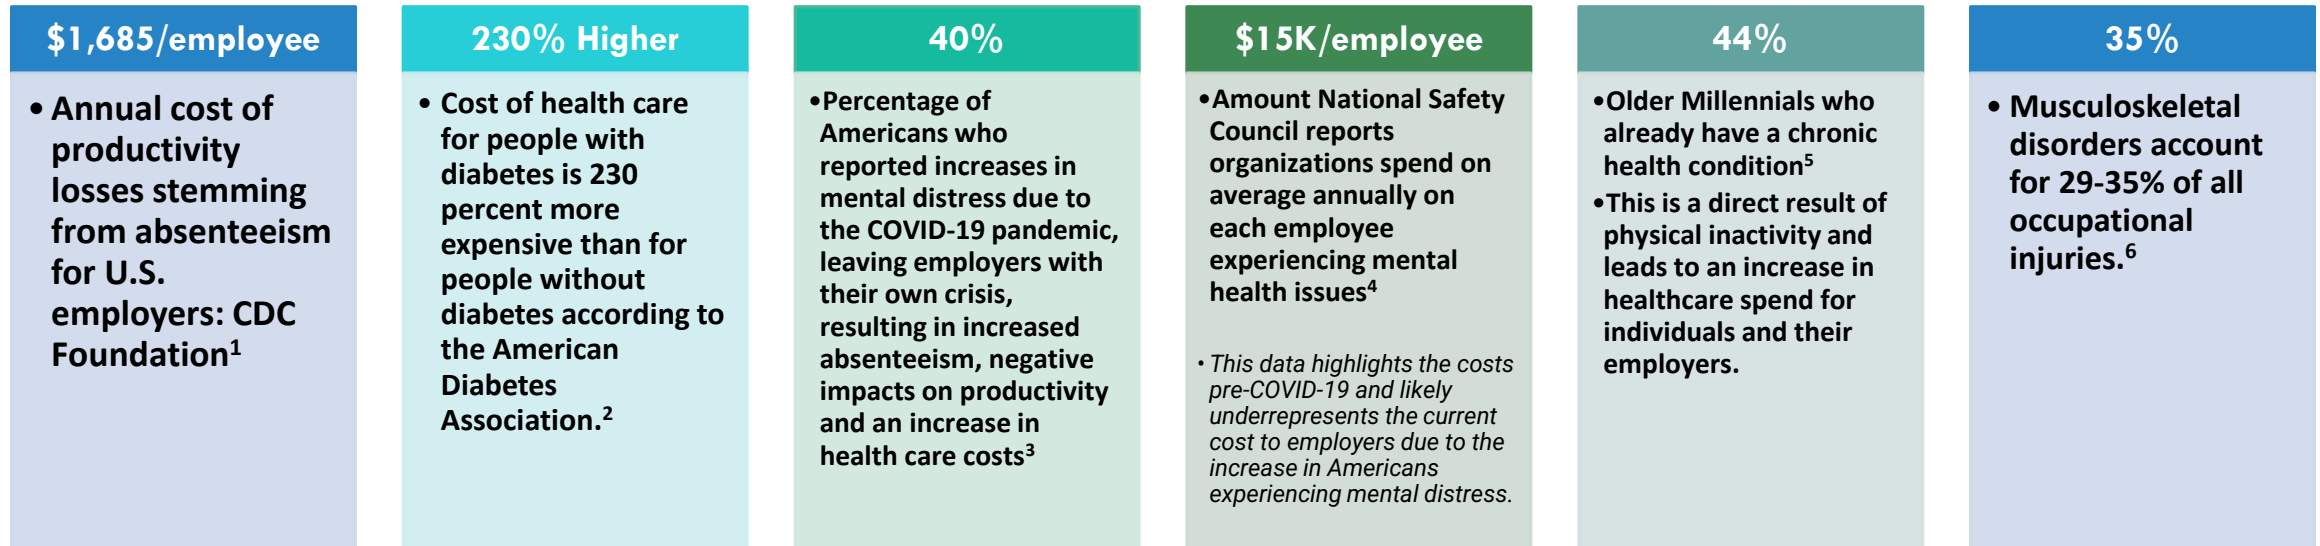 $1,685/employee
• Annual cost of
productivity
losses stemming
from absenteeism
for U.S.
employers: CDC
Foundation¹
230% Higher
• Cost of health care
for people with
diabetes is 230
percent more
expensive than for
people without
diabetes according to
the American
Diabetes
Association.²
40%
•Percentage of
Americans who
reported increases in
mental distress due to
the COVID-19 pandemic,
leaving employers with
their own crisis,
resulting in increased
absenteeism, negative
impacts on productivity
and an increase in
health care costs³
$15K/employee
•Amount National Safety
Council reports
organizations spend on
average annually on
each employee
experiencing mental
health issues⁴
• This data highlights the costs
pre-COVID-19 and likely
underrepresents the current
cost to employers due to the
increase in Americans
experiencing mental distress.
44%
•Older Millennials who
already have a chronic
health condition⁵
•This is a direct result of
physical inactivity and
leads to an increase in
healthcare spend for
individuals and their
employers.
35%
• Musculoskeletal
disorders account
for 29-35% of all
occupational
injuries.⁶